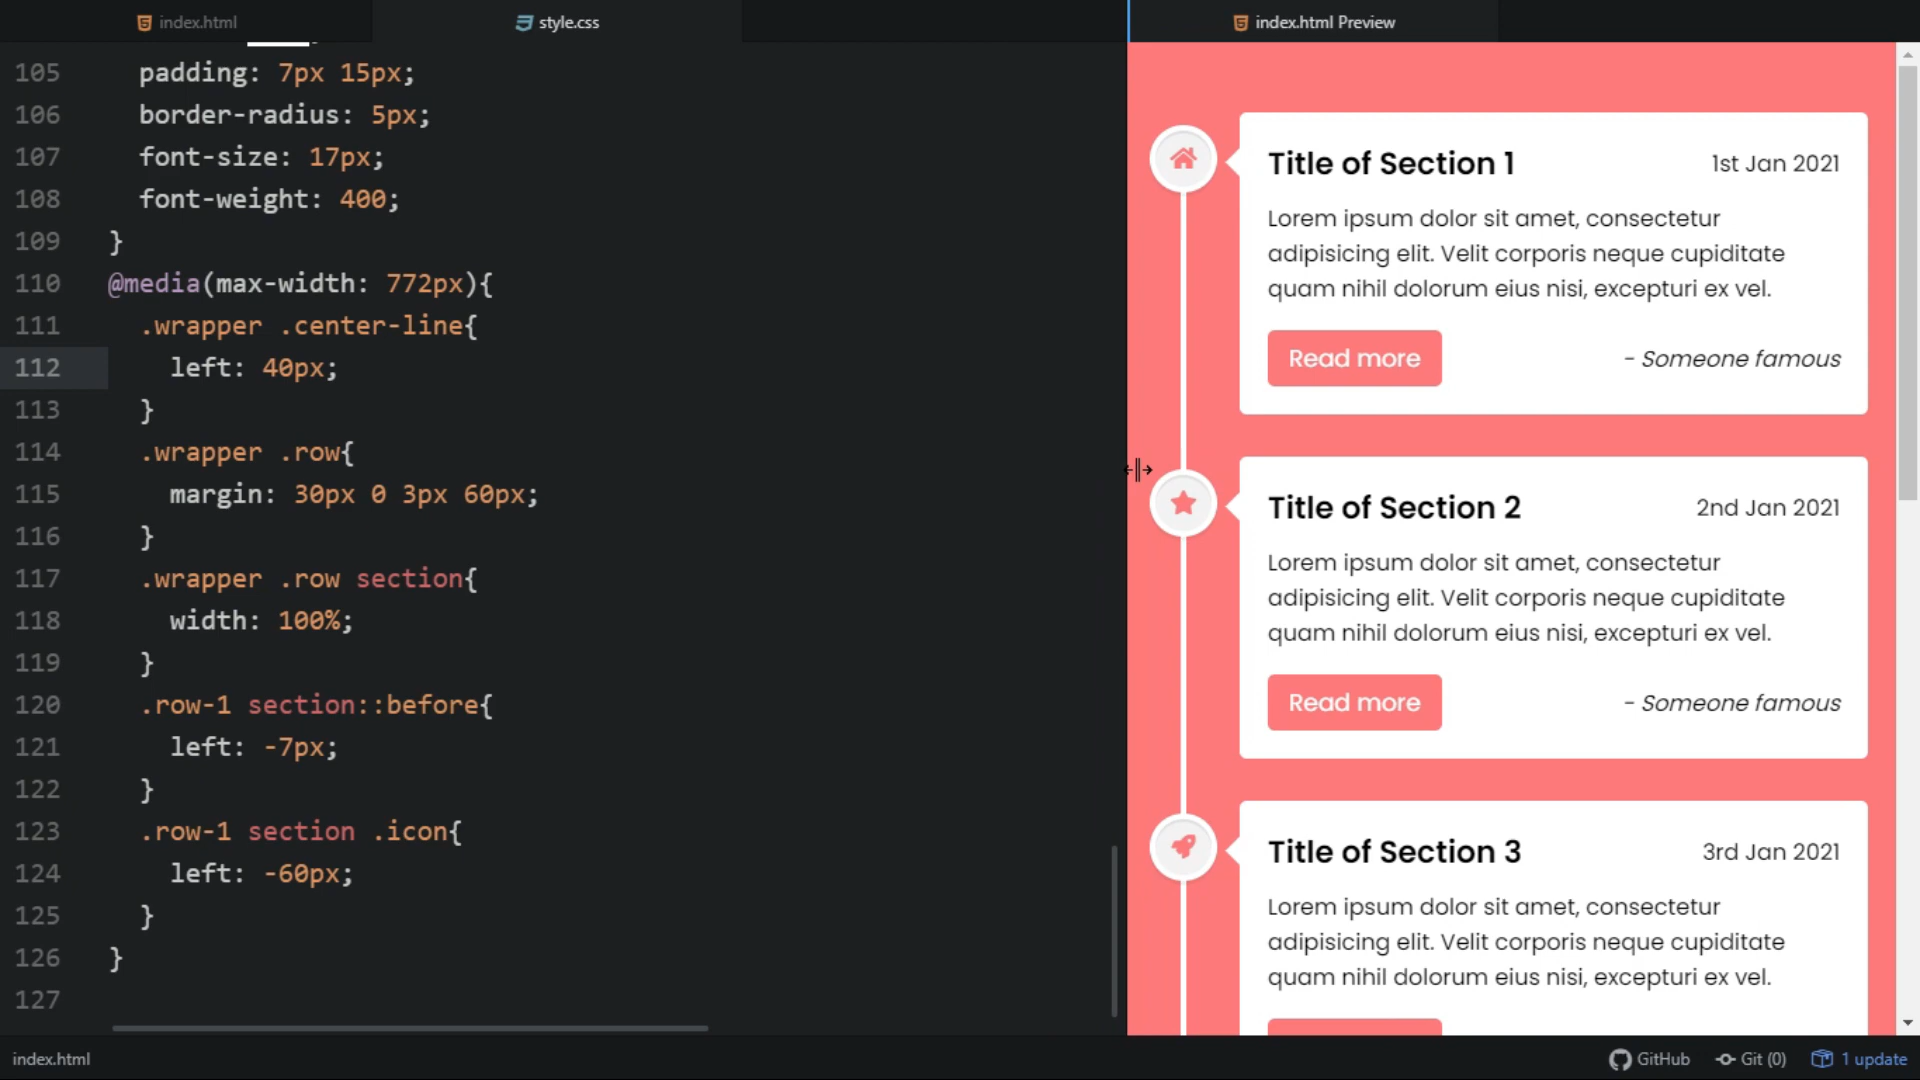 index.html
style.css
index.html Preview
105 padding: 7px 15px;
106 border-radius: 5px;
107 font-size: 17px;
108 font-weight: 400;
109 }
110 @media(max-width: 772px){
111 .wrapper .center-line{
112 left: 40px;
113 }
114 .wrapper .row{
115 margin: 30px 0 3px 60px;
116 }
117 .wrapper .row section{
118 width: 100%;
119 }
120 .row-1 section::before{
121 left: -7px;
122 }
123 .row-1 section .icon{
124 left: -60px;
125 }
126 }
127
Title of Section 1 1st Jan 2021
Lorem ipsum dolor sit amet, consectetur
adipisicing elit. Velit corporis neque cupiditate
quam nihil dolorum eius nisi, excepturi ex vel.
Read more - Someone famous
Title of Section 2 2nd Jan 2021
Lorem ipsum dolor sit amet, consectetur
adipisicing elit. Velit corporis neque cupiditate
quam nihil dolorum eius nisi, excepturi ex vel.
Read more - Someone famous
Title of Section 3 3rd Jan 2021
Lorem ipsum dolor sit amet, consectetur
adipisicing elit. Velit corporis neque cupiditate
quam nihil dolorum eius nisi, excepturi ex vel.
index.html
GitHub Git (0) 1 update